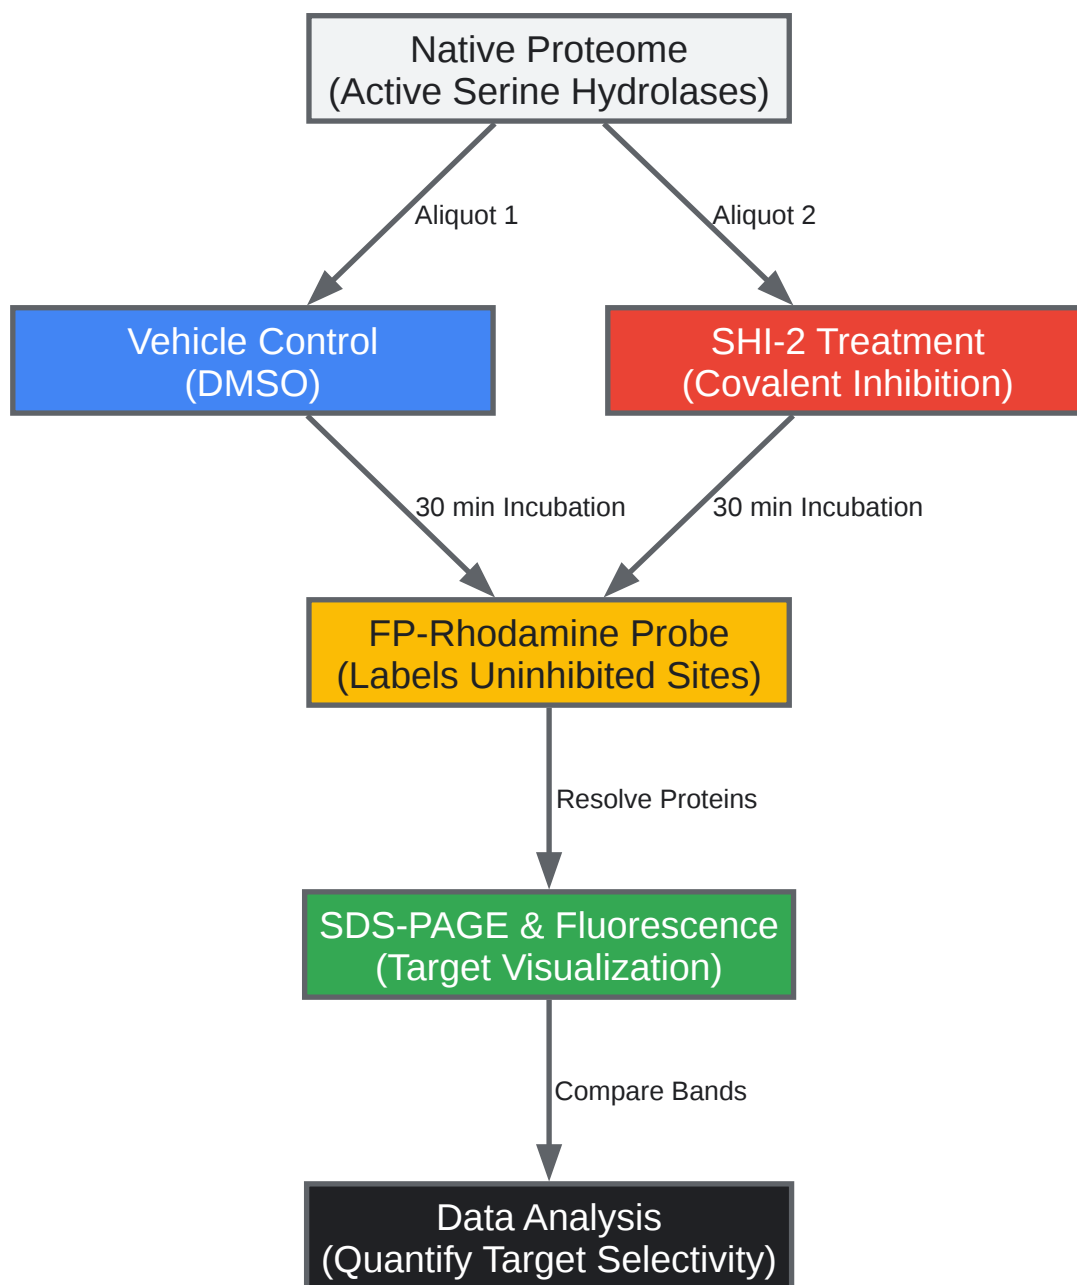 Native Proteome
(Active Serine Hydrolases)
Aliquot 1
Aliquot 2
Vehicle Control
(DMSO)
SHI-2 Treatment
(Covalent Inhibition)
30 min Incubation
30 min Incubation
FP-Rhodamine Probe
(Labels Uninhibited Sites)
Resolve Proteins
SDS-PAGE & Fluorescence
(Target Visualization)
Compare Bands
Data Analysis
(Quantify Target Selectivity)